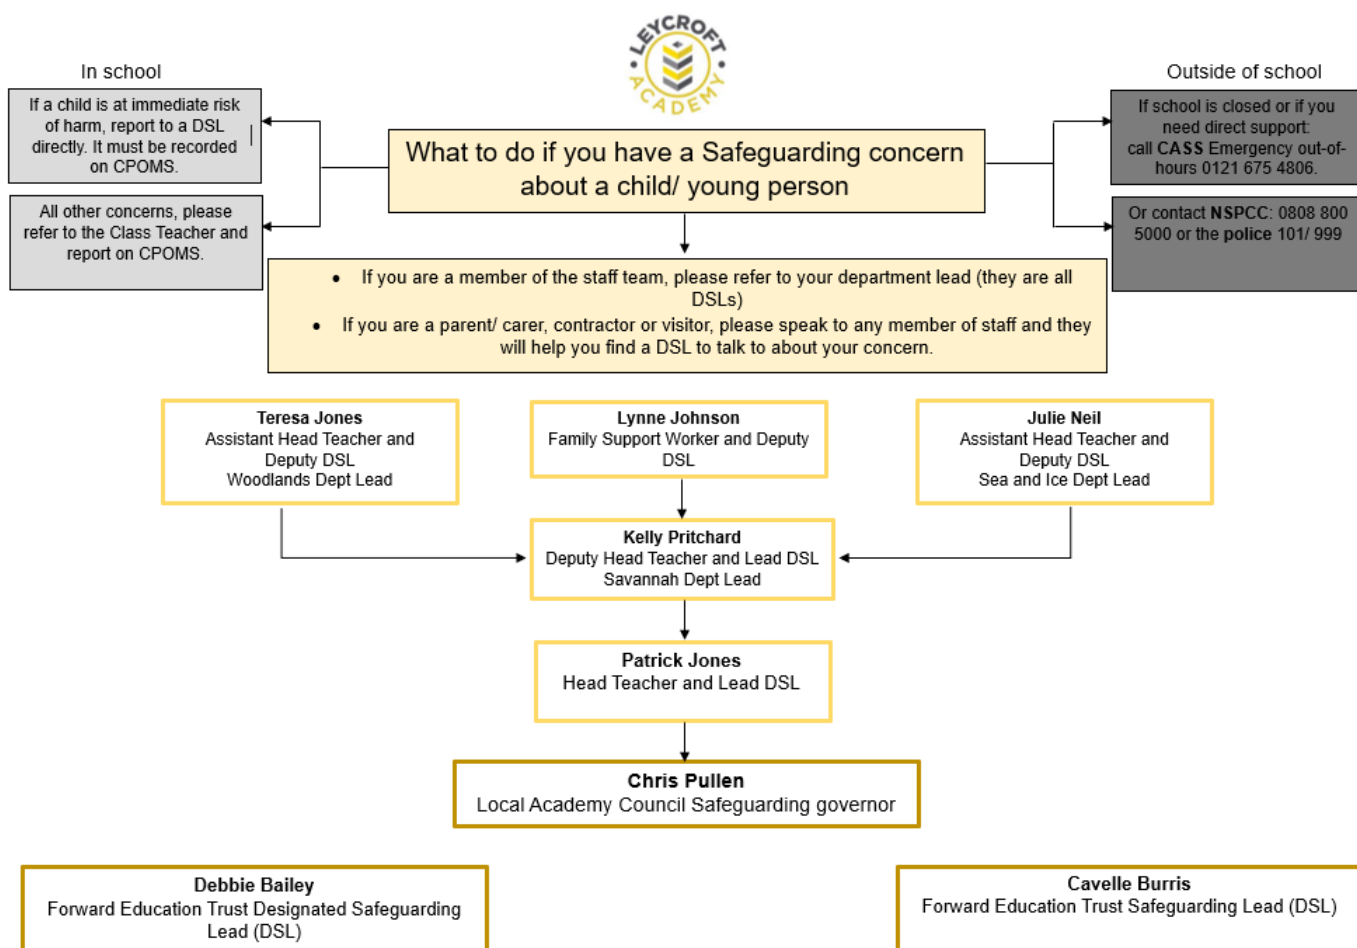 LEYCROFT
ACADEMY
In school
If a child is at immediate risk
of harm, report to a DSL
directly. It must be recorded
on CPOMS.
All other concerns, please
refer to the Class Teacher and
report on CPOMS.
What to do if you have a Safeguarding concern
about a child/ young person
Outside of school
If school is closed or if you
need direct support:
call CASS Emergency out-of-
hours 0121 675 4806.
Or contact NSPCC: 0808 800
5000 or the police 101/ 999
• If you are a member of the staff team, please refer to your department lead (they are all
DSLs)
• If you are a parent/ carer, contractor or visitor, please speak to any member of staff and they
will help you find a DSL to talk to about your concern.
Teresa Jones
Assistant Head Teacher and
Deputy DSL
Woodlands Dept Lead
Lynne Johnson
Family Support Worker and Deputy
DSL
Julie Neil
Assistant Head Teacher and
Deputy DSL
Sea and Ice Dept Lead
Kelly Pritchard
Deputy Head Teacher and Lead DSL
Savannah Dept Lead
Patrick Jones
Head Teacher and Lead DSL
Chris Pullen
Local Academy Council Safeguarding governor
Debbie Bailey
Forward Education Trust Designated Safeguarding
Lead (DSL)
Cavelle Burris
Forward Education Trust Safeguarding Lead (DSL)